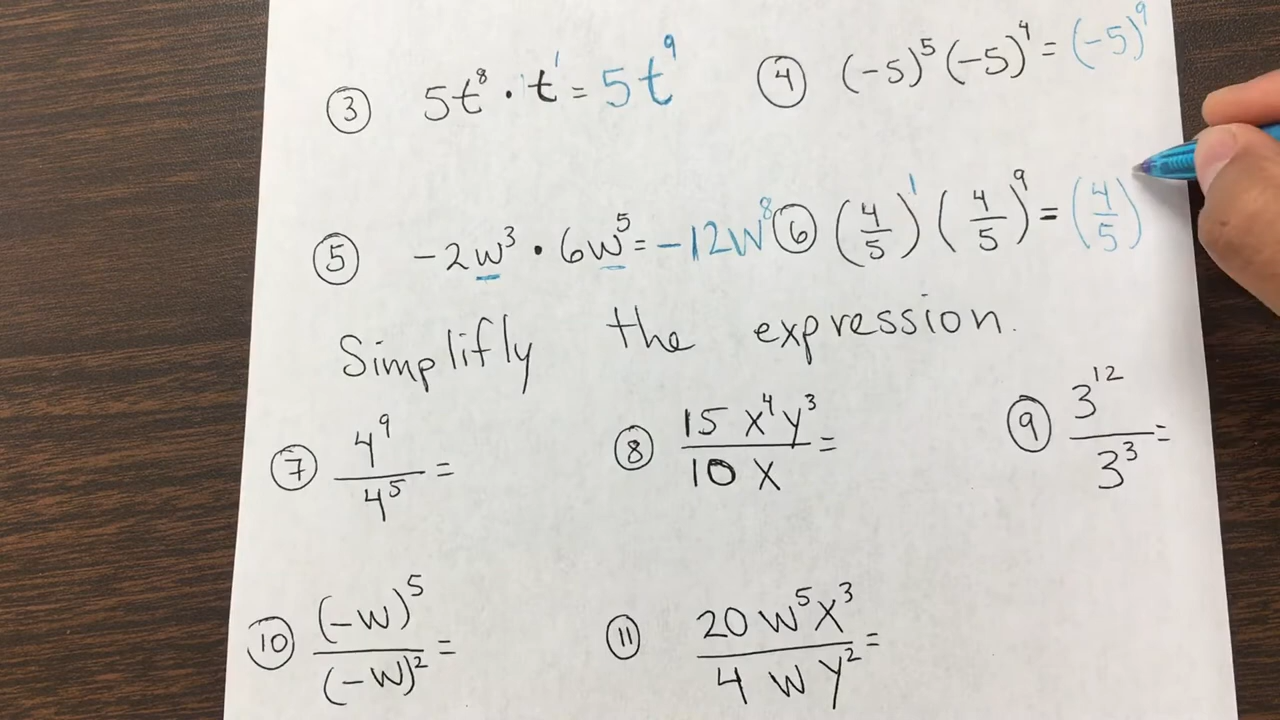 ③ 5t⁸ · t¹ = 5t⁹ ④ (-5)⁵(-5)⁴ = (-5)⁹
⑤ -2w³ · 6w⁵ = -12w⁸ ⑥ (4/5)¹ (4/5)⁹ = (4/5)
Simplifly the expression.
⑦ 4⁹/4⁵ = ⑧ 15x⁴y³/10x = ⑨ 3¹²/3³ =
⑩ (-w)⁵/(-w)² = ⑪ 20w⁵x³/4wy² =